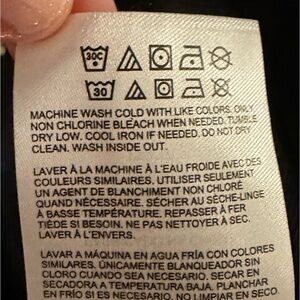 30C
30
MACHINE WASH COLD WITH LIKE COLORS. ONLY
NON CHLORINE BLEACH WHEN NEEDED. TUMBLE
DRY LOW. COOL IRON IF NEEDED. DO NOT DRY
CLEAN. WASH INSIDE OUT.
LAVER À LA MACHINE À L'EAU FROIDE AVEC DES
COULEURS SIMILAIRES. UTILISER SEULEMENT
UN AGENT DE BLANCHIMENT NON CHLORÉ
QUAND NÉCESSAIRE. SÉCHER AU SÈCHE-LINGE
À BASSE TEMPÉRATURE. REPASSER À FER
TIÈDE SI BESOIN. NE PAS NETTOYER À SEC.
LAVER À L'ENVERS.
LAVAR A MÁQUINA EN AGUA FRÍA CON COLORES
SIMILARES. ÚNICAMENTE BLANQUEADOR SIN
CLORO CUANDO SEA NECESARIO. SECAR EN
SECADORA A TEMPERATURA BAJA. PLANCHAR
EN FRÍO SI ES NECESARIO. NO LIMPIAR EN SECO